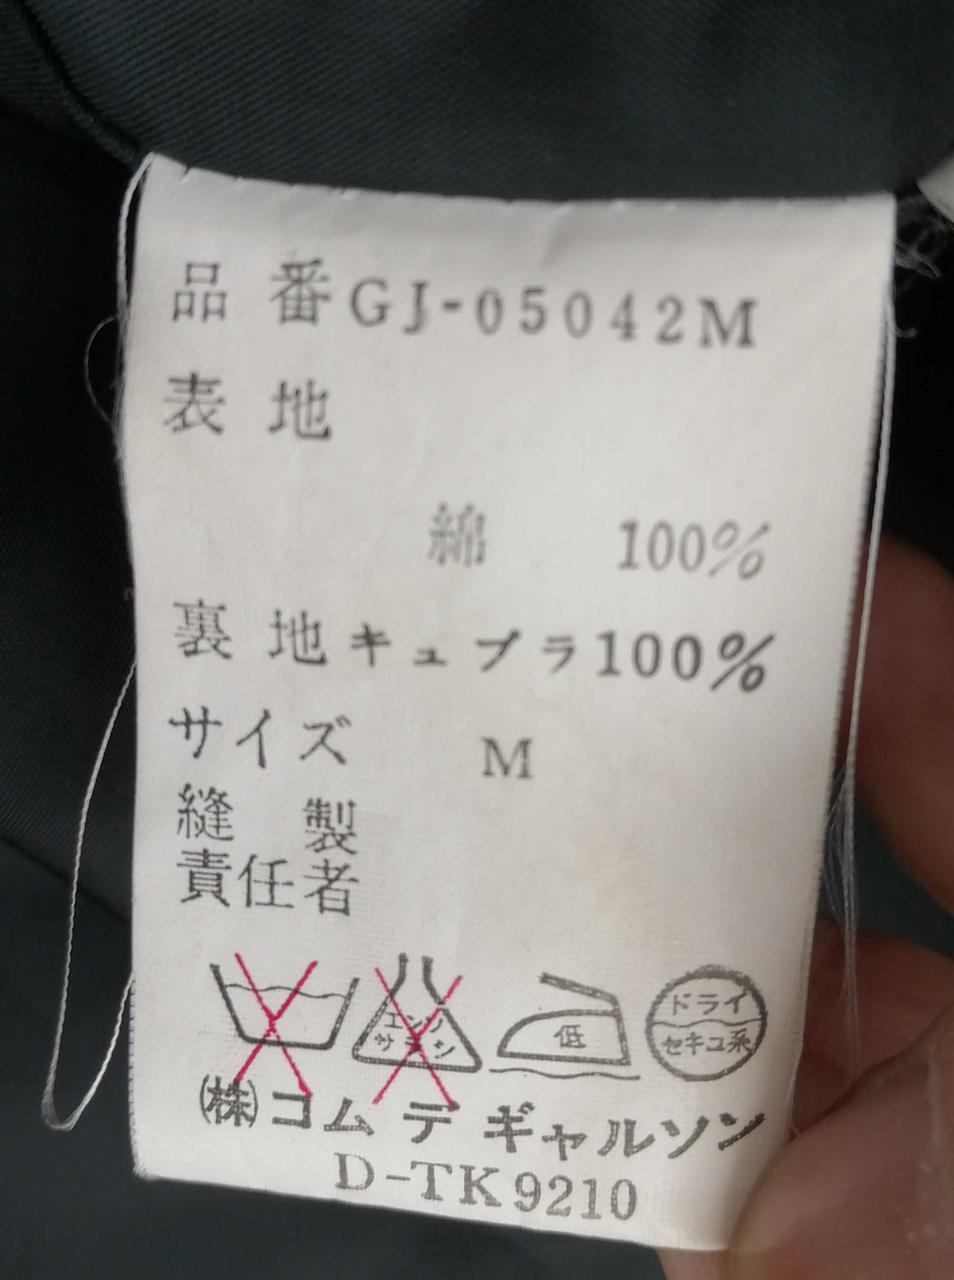 品番GJ-05042M
表地
綿 100%
裏地キュプラ100%
サイズ M
縫製
責任者
エンソ
サラシ
低
ドライ
セキユ系
(株)コムデギャルソン
D-TK9210